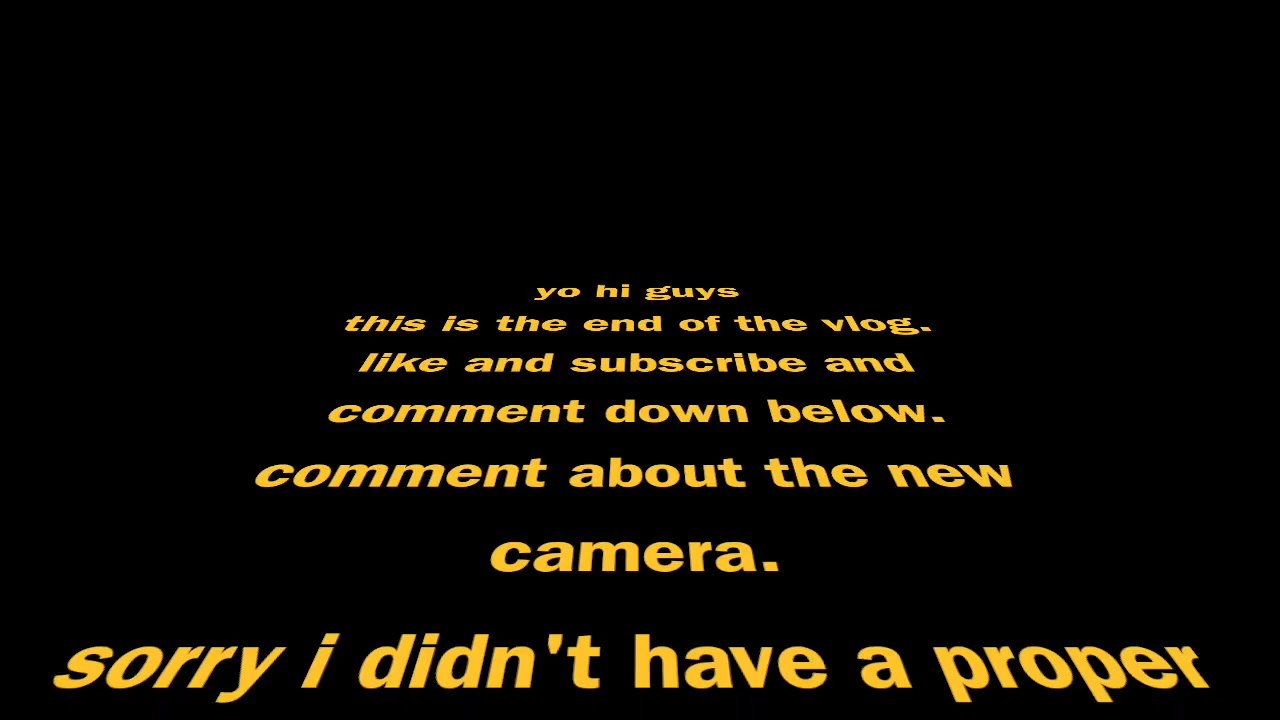 yo hi guys
this is the end of the vlog.
like and subscribe and
comment down below.
comment about the new
camera.
sorry i didn't have a proper